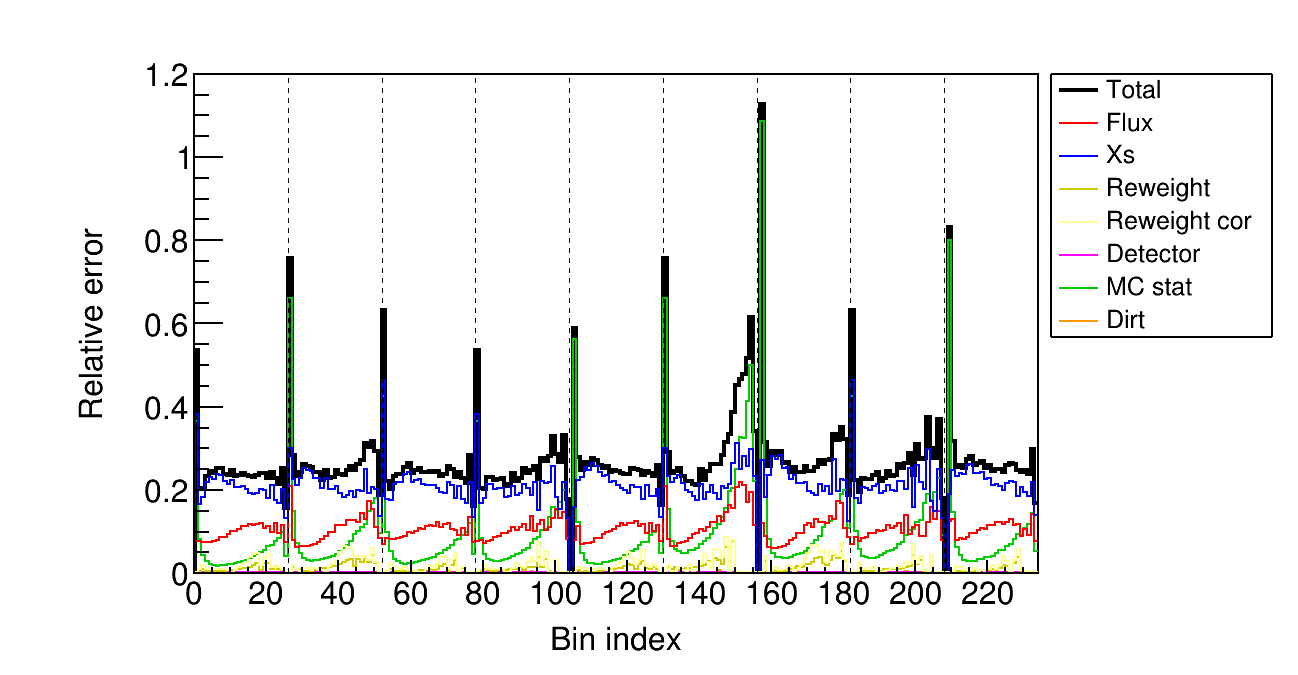 1.2
1
0.8
0.6
0.4
0.2
0
Relative error
0 20 40 60 80 100 120 140 160 180 200 220
Bin index
Total
Flux
Xs
Reweight
Reweight cor
Detector
MC stat
Dirt